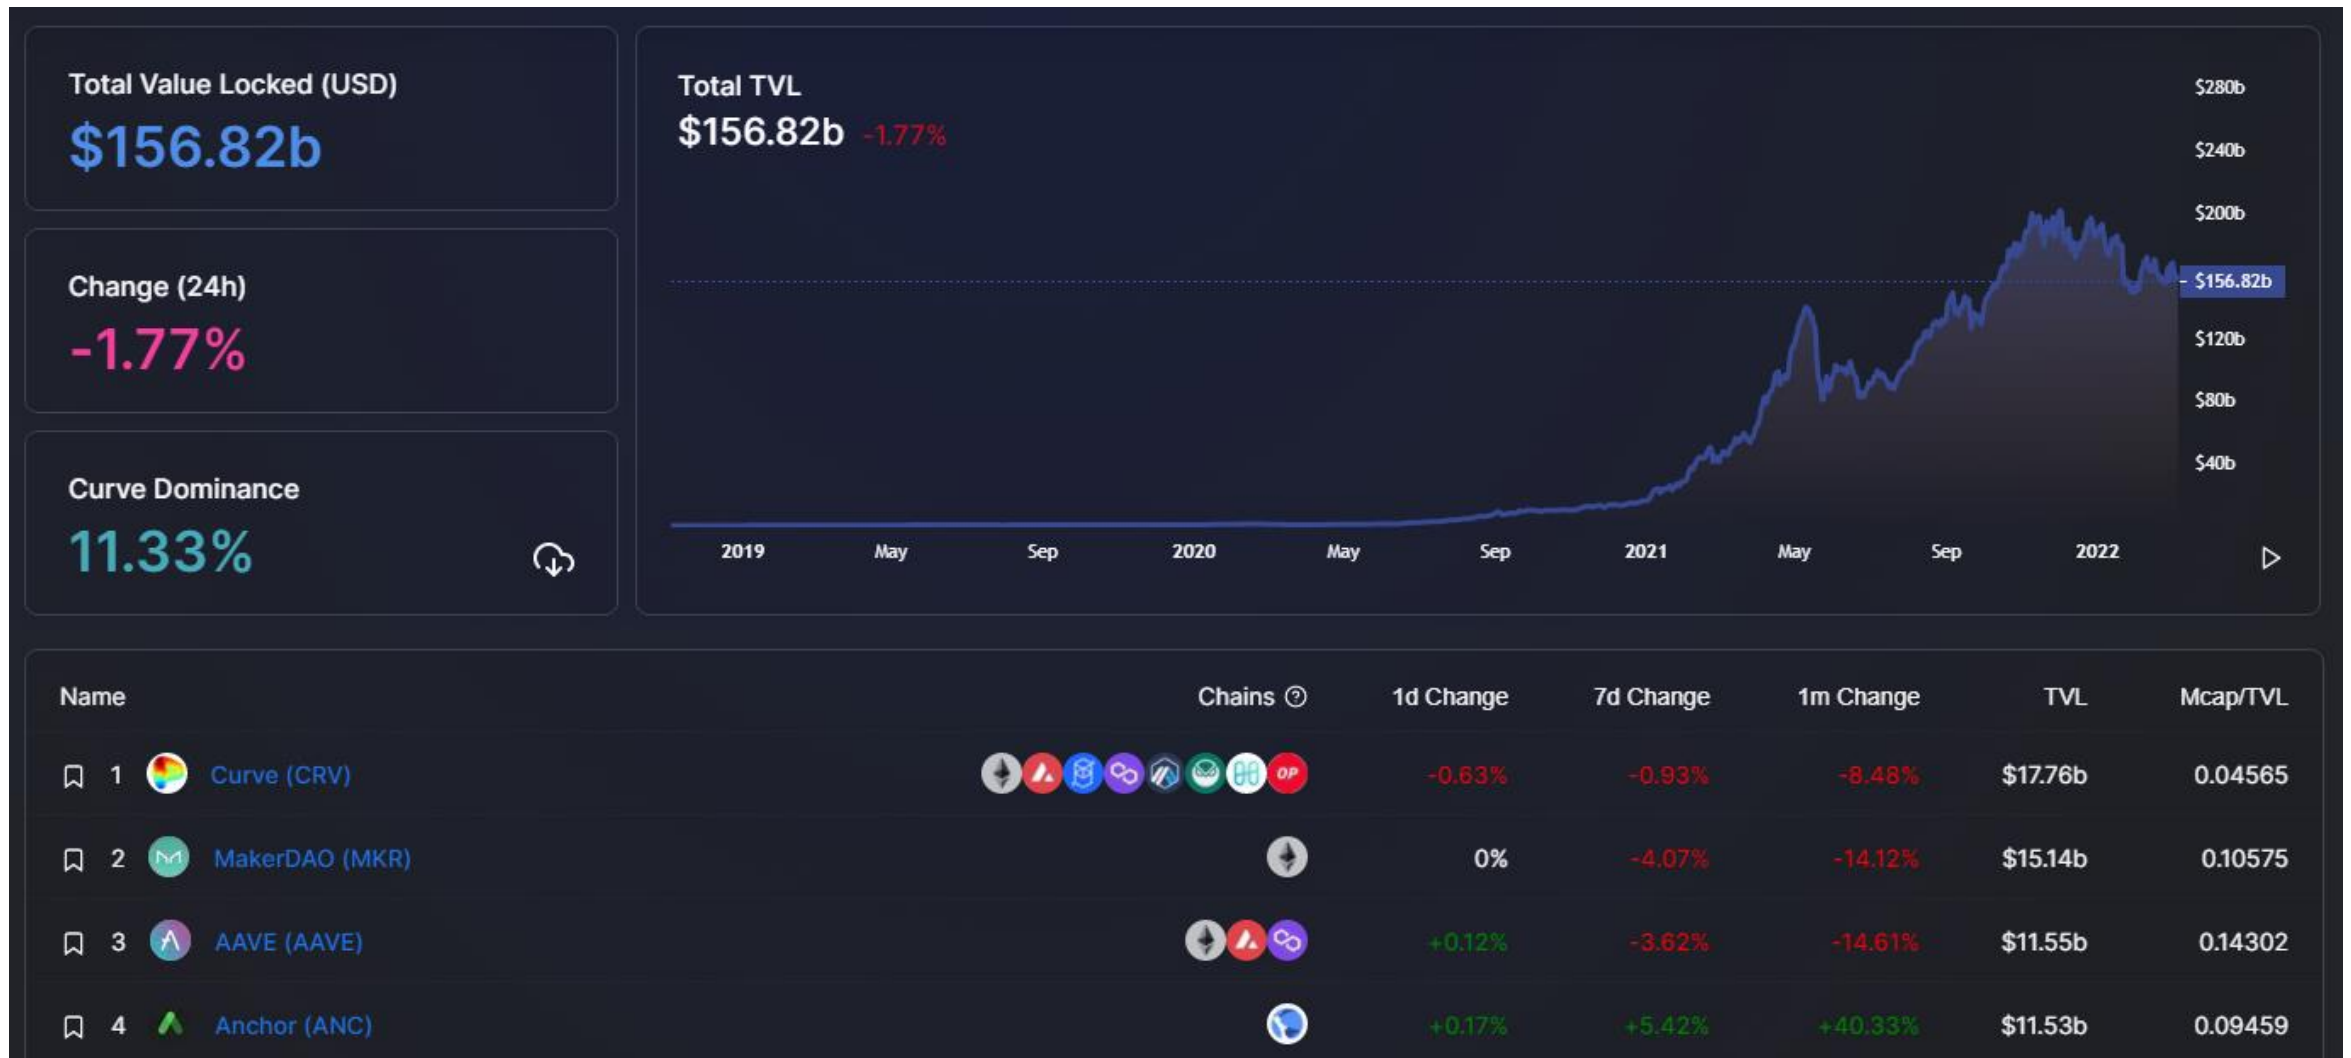 Total Value Locked (USD)
$156.82b
Change (24h)
-1.77%
Curve Dominance
11.33%
Total TVL
$156.82b -1.77%
$280b
$240b
$200b
$156.82b
$120b
$80b
$40b
2019 May Sep 2020 May Sep 2021 May Sep 2022
Name Chains ? 1d Change 7d Change 1m Change TVL Mcap/TVL
1 Curve (CRV) OP -0.63% -0.93% -8.48% $17.76b 0.04565
2 MakerDAO (MKR) 0% -4.07% -14.12% $15.14b 0.10575
3 AAVE (AAVE) +0.12% -3.62% -14.61% $11.55b 0.14302
4 Anchor (ANC) +0.17% +5.42% +40.33% $11.53b 0.09459